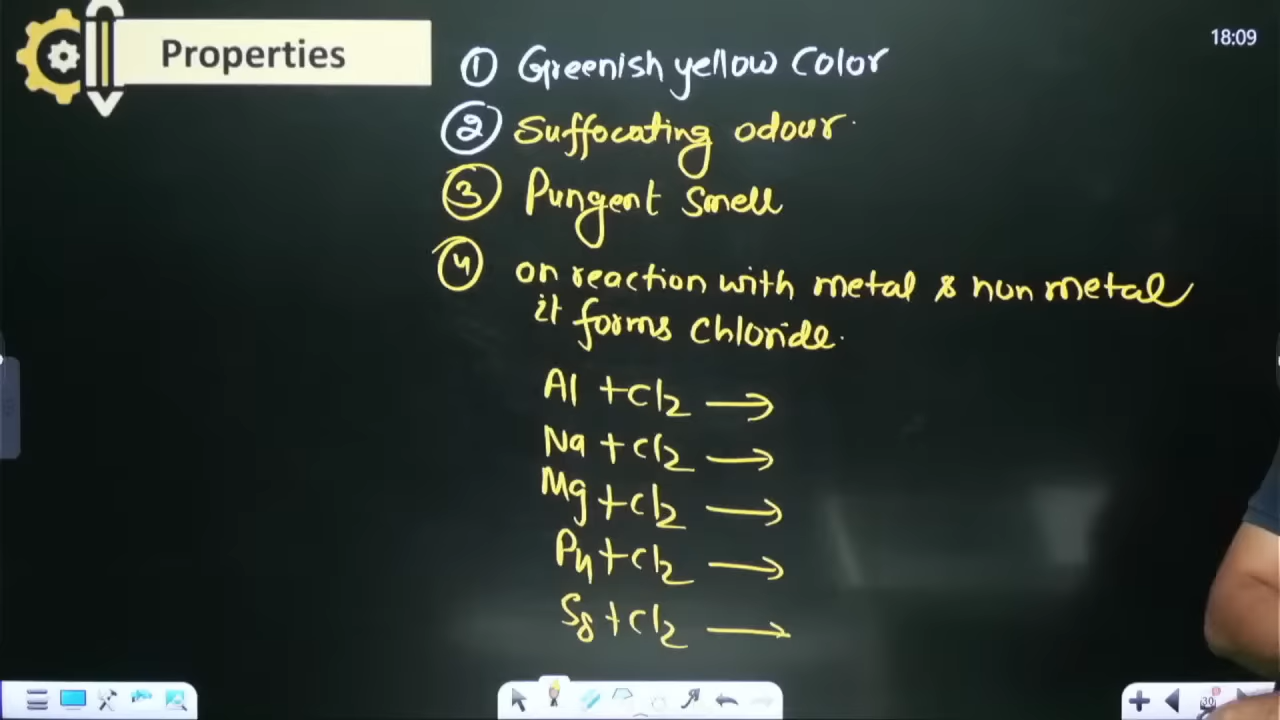 Properties
18:09
① Greenish yellow Color
② Suffocating odour.
③ Pungent Smell
④ on reaction with metal & non metal
it forms Chloride.
Al + Cl2 →
Na + Cl2 →
Mg + Cl2 →
P4 + Cl2 →
S8 + Cl2 →
30